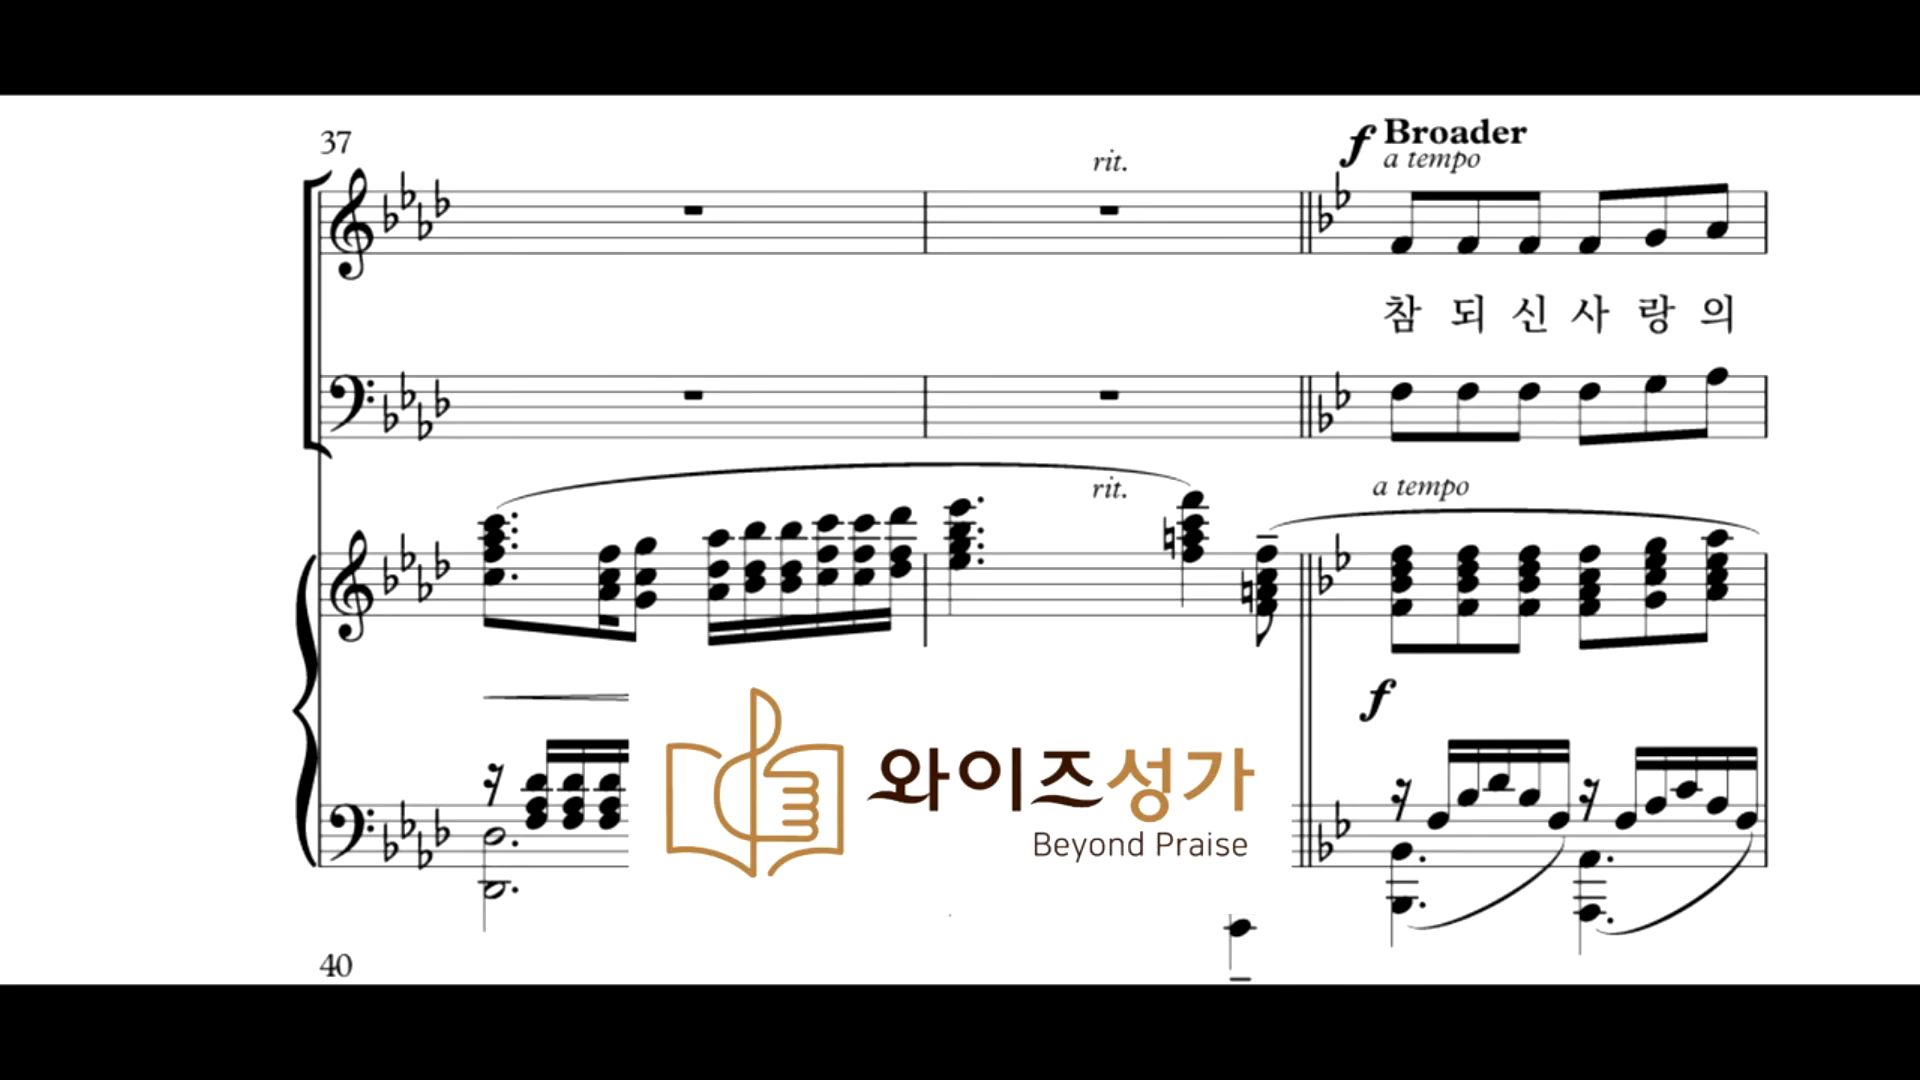 37
rit.
f Broader
a tempo
참 되 신 사 랑 의
rit.
a tempo
f
와이즈성가
Beyond Praise
40